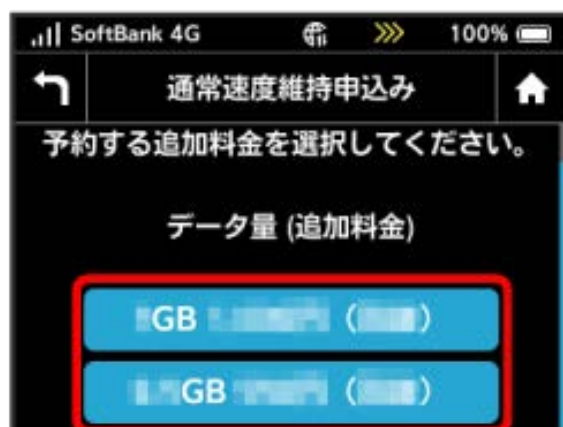 SoftBank 4G 4G 100%
通常速度維持申込み
予約する追加料金を選択してください。
データ量 (追加料金)
GB ( )
GB ( )